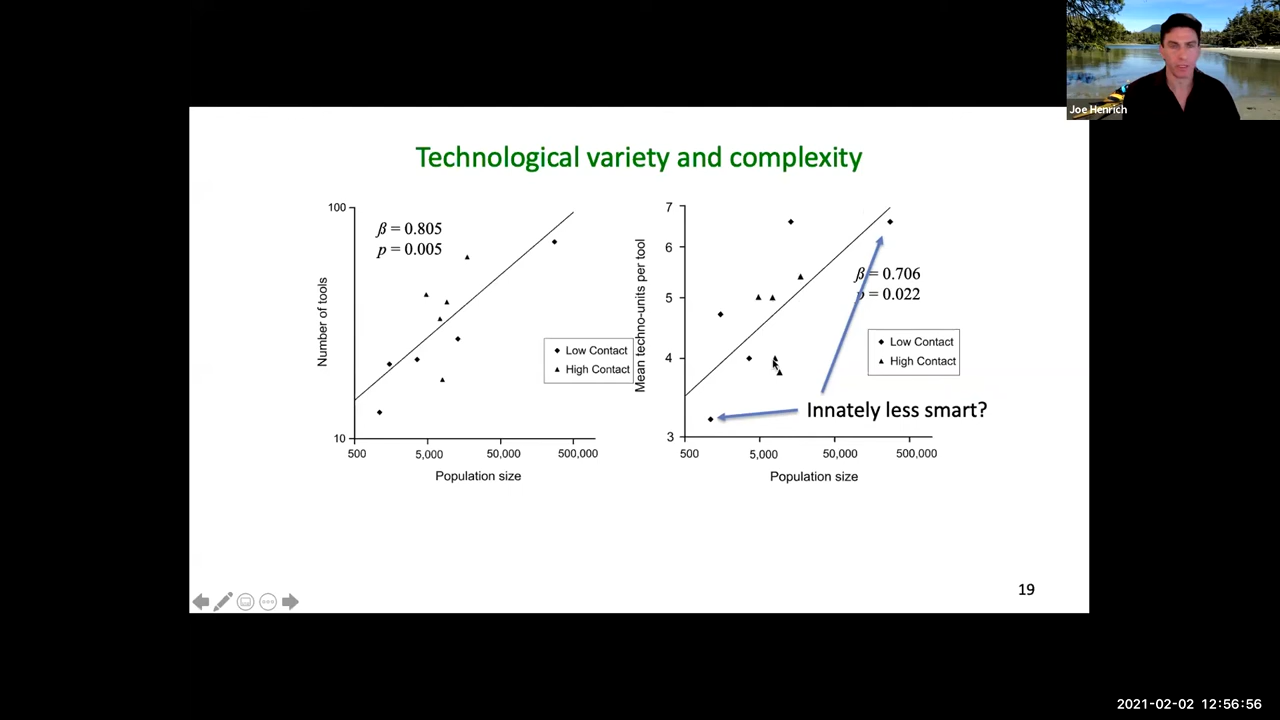 Joe Henrich
Technological variety and complexity
100
β = 0.805
p = 0.005
Number of tools
Low Contact
High Contact
10
500
5,000
50,000
500,000
Population size
7
6
5
4
3
Mean techno-units per tool
β = 0.706
p = 0.022
Low Contact
High Contact
Innately less smart?
500
5,000
50,000
500,000
Population size
19
2021-02-02 12:56:56